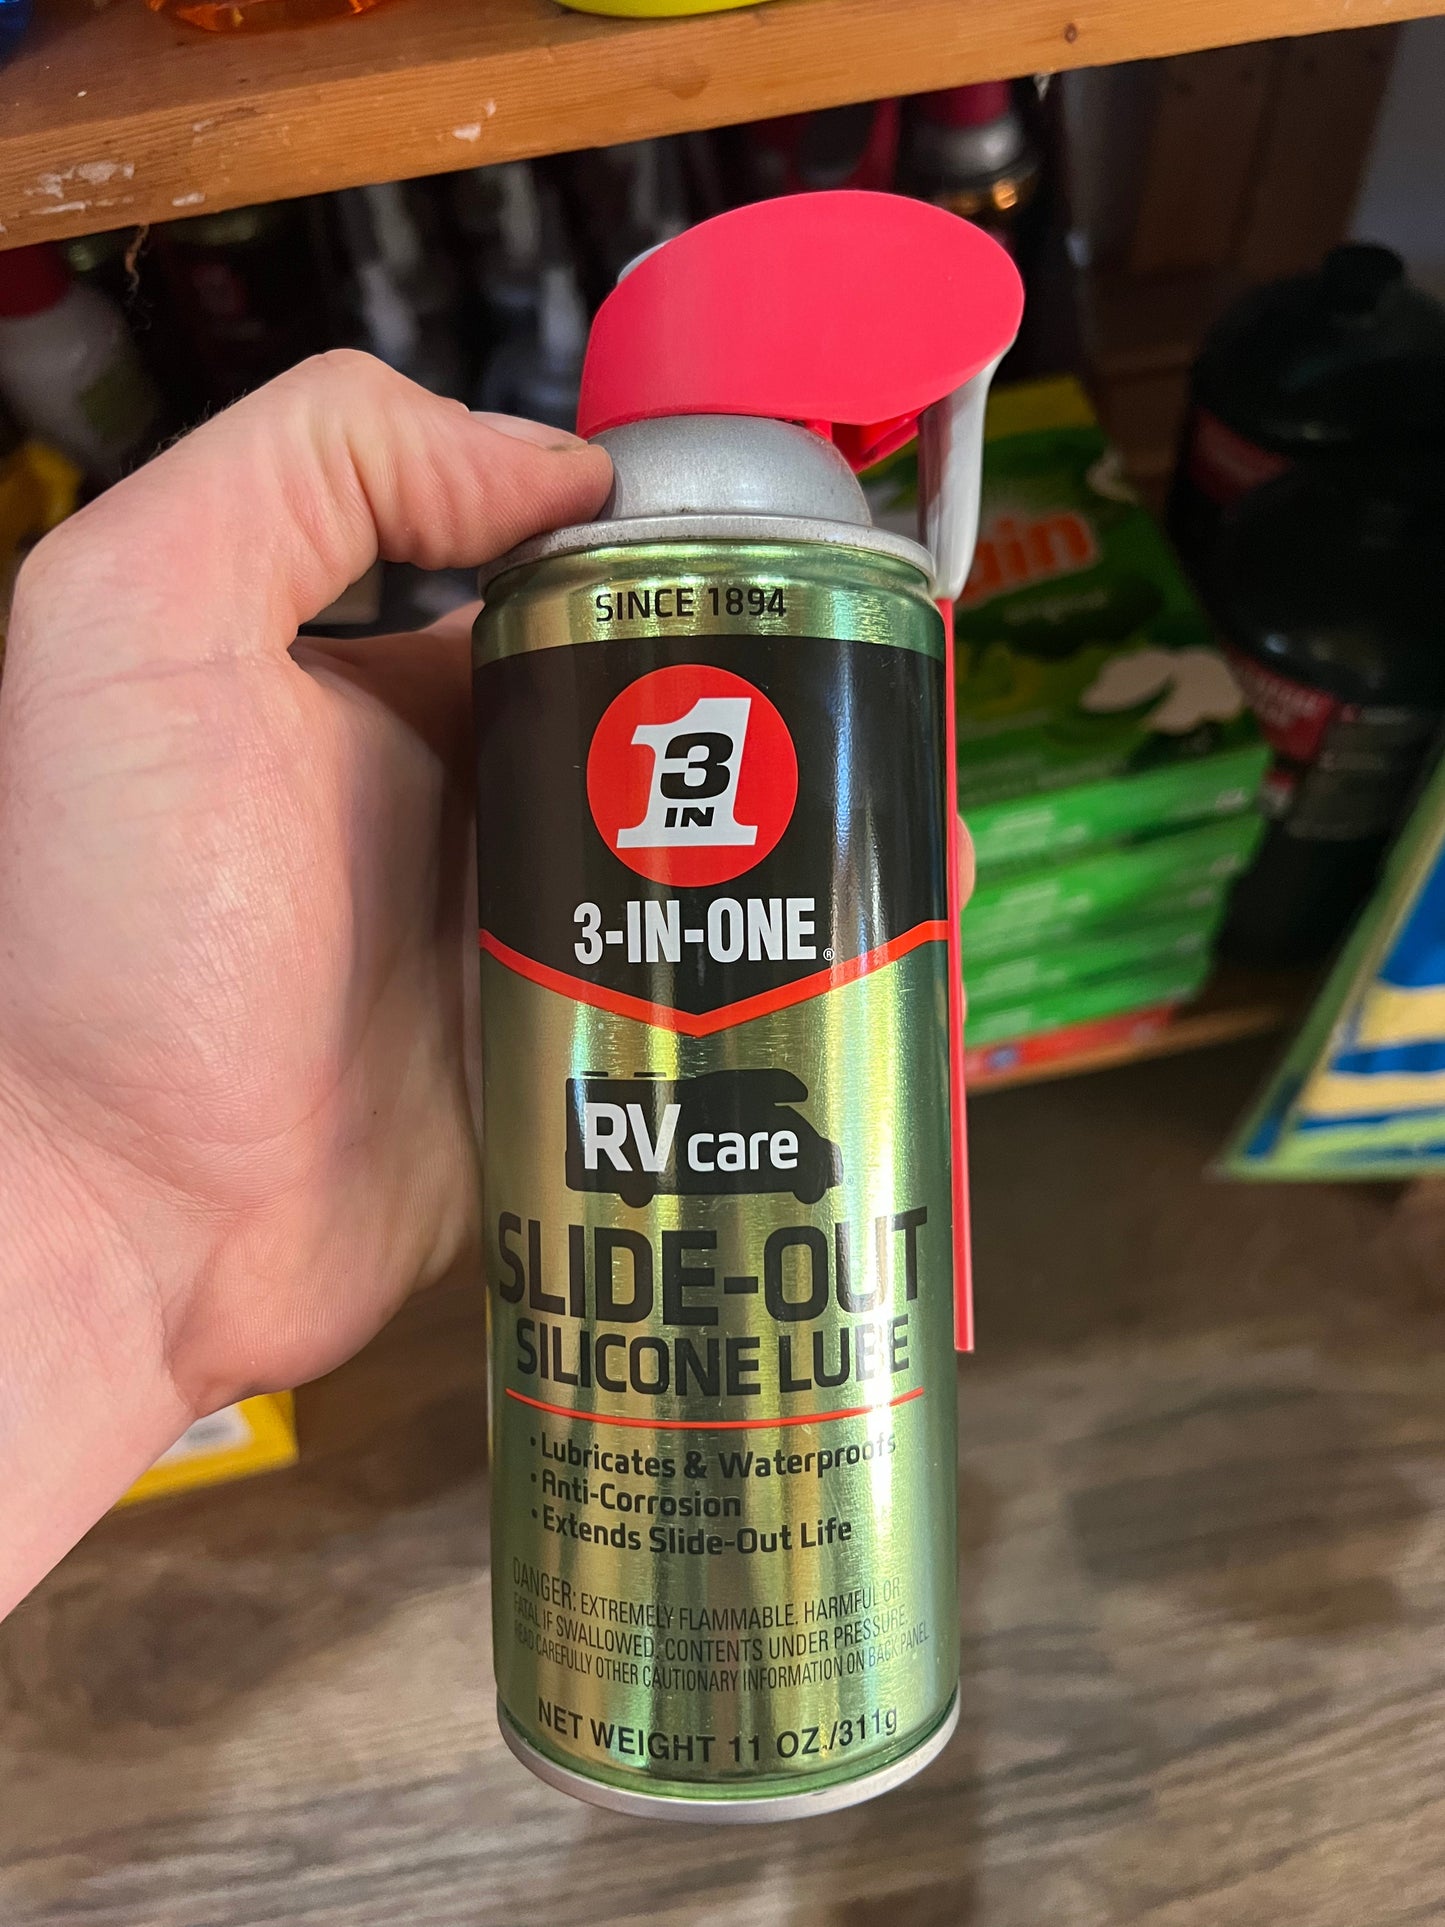 SINCE 1894
3
IN
1
3-IN-ONE®
RV care
SLIDE-OUT
SILICONE LUBE
• Lubricates & Waterproofs
• Anti-Corrosion
• Extends Slide-Out Life
DANGER: EXTREMELY FLAMMABLE. HARMFUL OR
FATAL IF SWALLOWED. CONTENTS UNDER PRESSURE.
READ CAREFULLY OTHER CAUTIONARY INFORMATION ON BACK PANEL
NET WEIGHT 11 OZ./311g